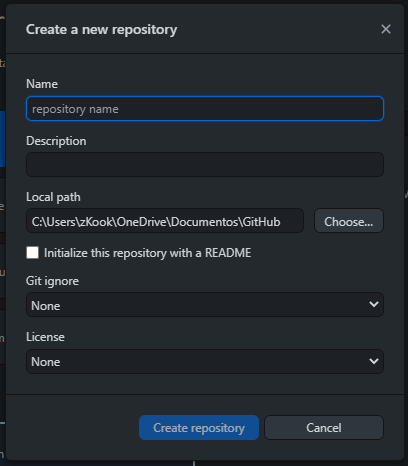 Create a new repository
Name
repository name
Description
Local path
C:\Users\zKook\OneDrive\Documentos\GitHub
Choose...
Initialize this repository with a README
Git ignore
None
License
None
Create repository
Cancel